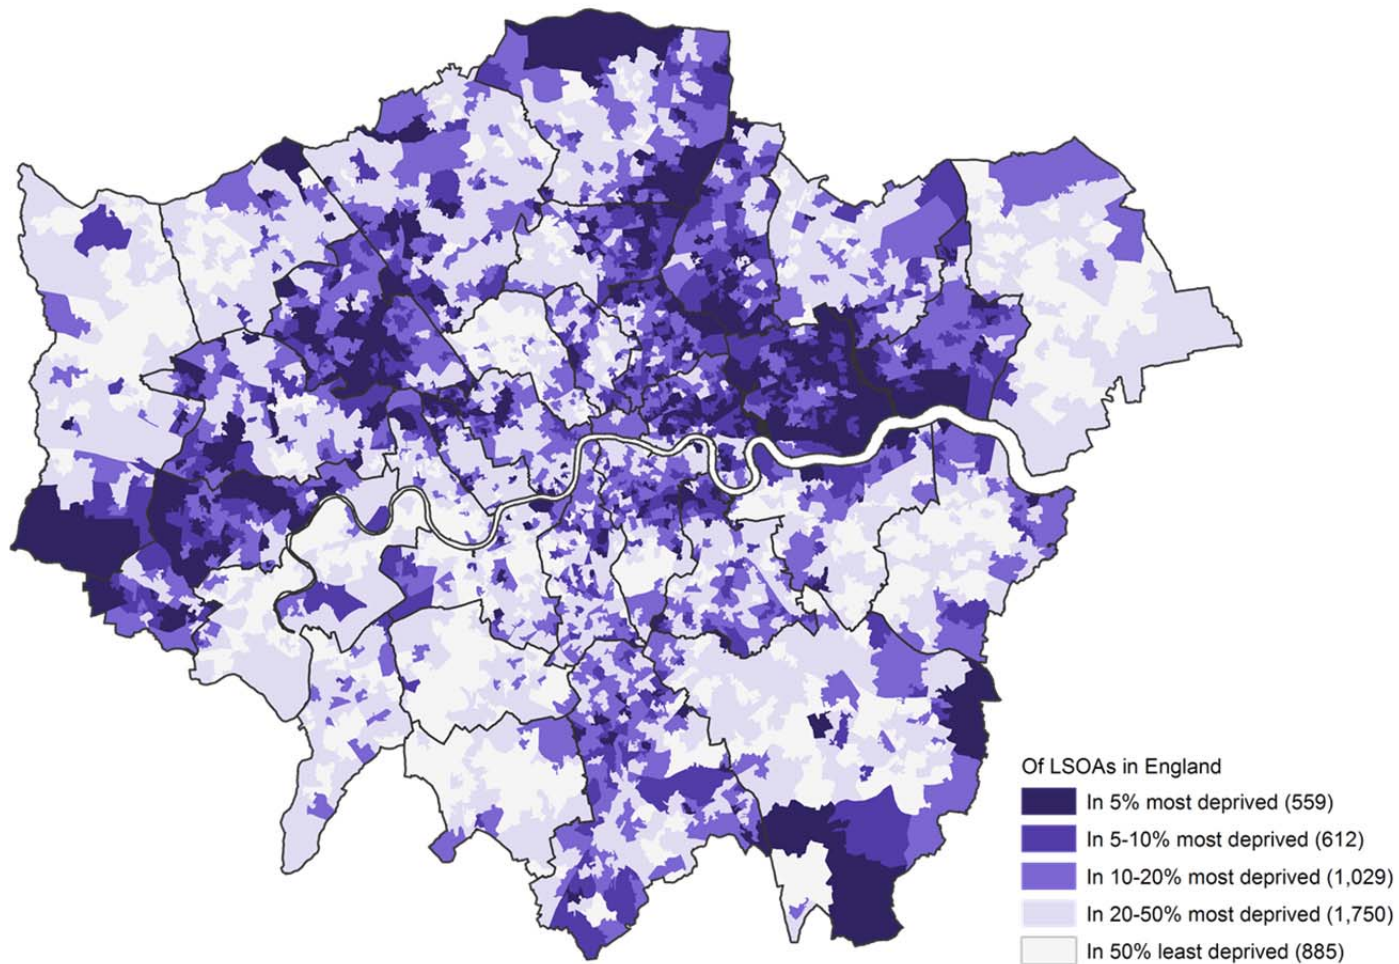 Of LSOAs in England
In 5% most deprived (559)
In 5-10% most deprived (612)
In 10-20% most deprived (1,029)
In 20-50% most deprived (1,750)
In 50% least deprived (885)